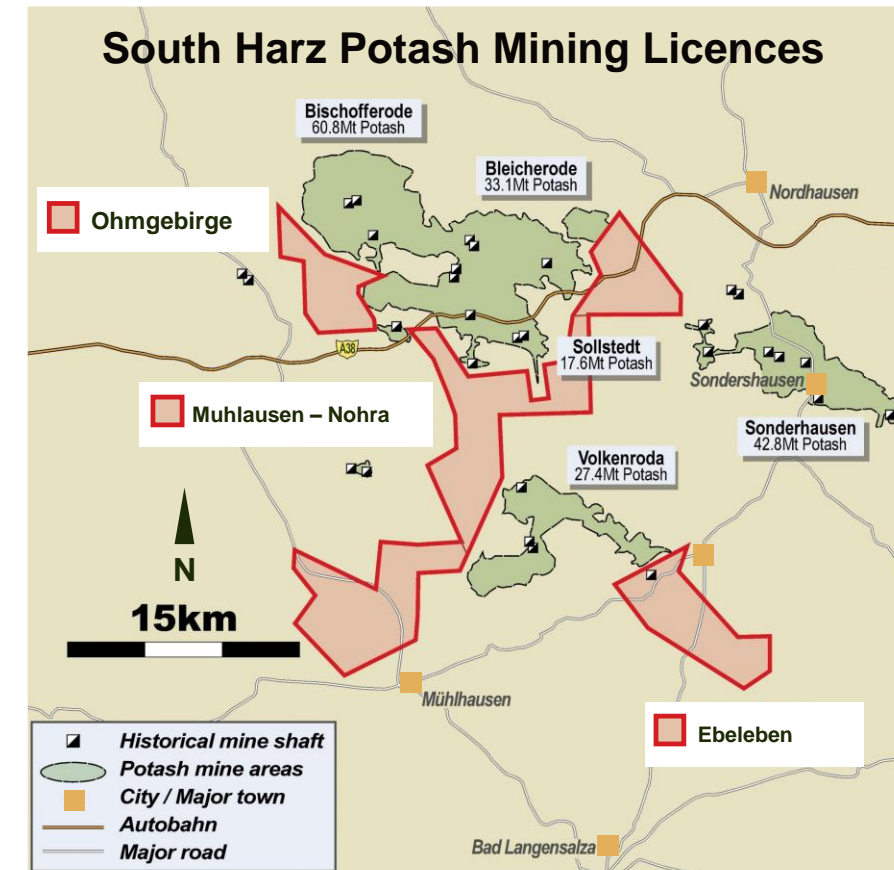 South Harz Potash Mining Licences
Bischofferode
60.8Mt Potash
Bleicherode
33.1Mt Potash
Nordhausen
Ohmgebirge
A38
Sollstedt
17.6Mt Potash
Sondershausen
Muhlausen – Nohra
Sonderhausen
42.8Mt Potash
Volkenroda
27.4Mt Potash
N
15km
Mühlhausen
Ebeleben
Historical mine shaft
Potash mine areas
City / Major town
Autobahn
Major road
Bad Langensalza